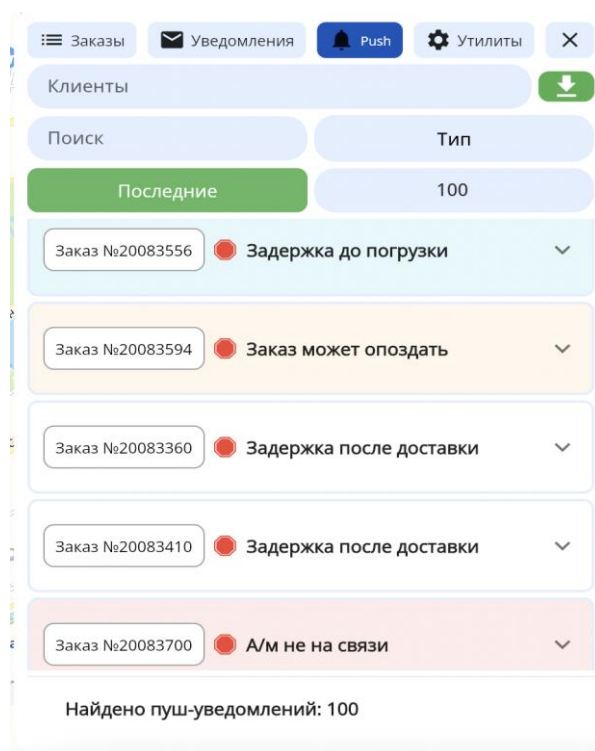 Заказы Уведомления Push Утилиты
Клиенты
Поиск Тип
Последние 100
Заказ №20083556 Задержка до погрузки
Заказ №20083594 Заказ может опоздать
Заказ №20083360 Задержка после доставки
Заказ №20083410 Задержка после доставки
Заказ №20083700 А/м не на связи
Найдено пуш-уведомлений: 100